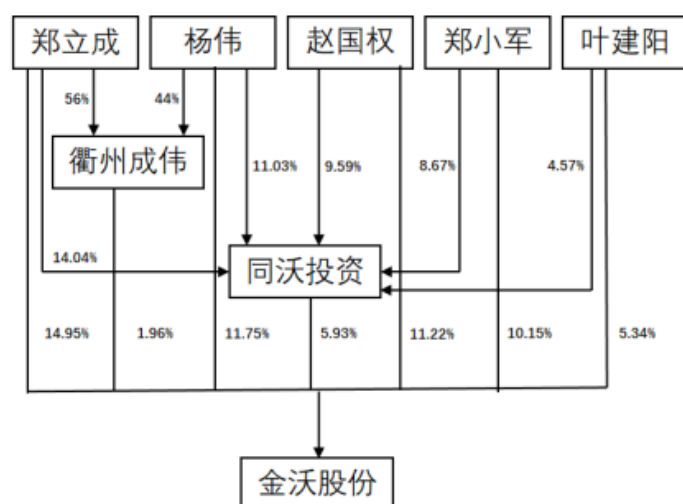 郑立成 杨伟 赵国权 郑小军 叶建阳
56% 44%
衢州成伟 11.03% 9.59% 8.67% 4.57%
14.04% 同沃投资
14.95% 1.96% 11.75% 5.93% 11.22% 10.15% 5.34%
金沃股份